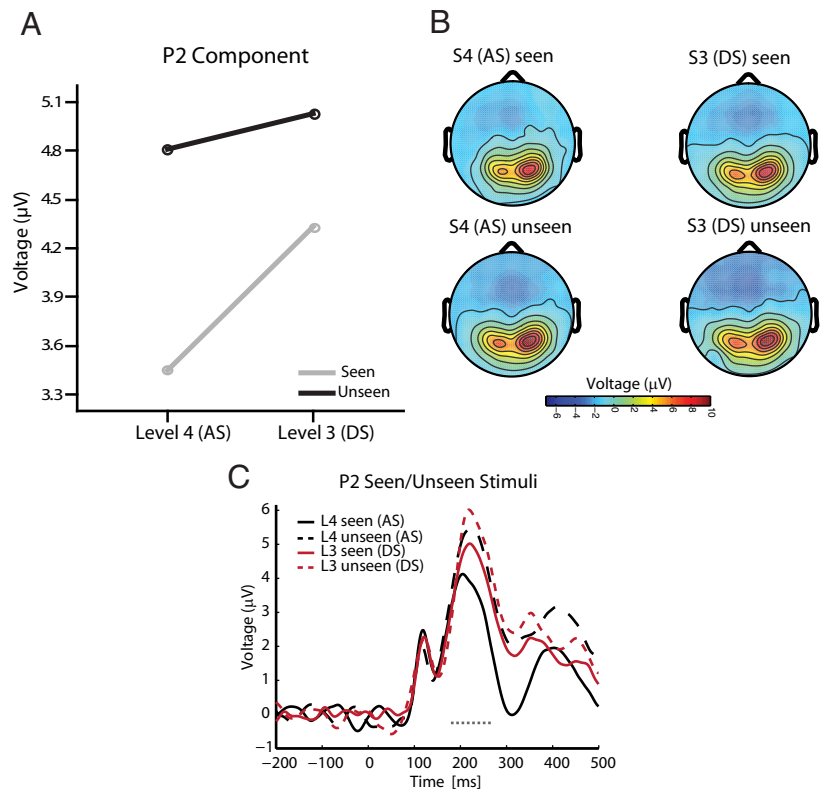 A
P2 Component
5.1
4.8
4.5
4.2
3.9
3.6
3.3
Voltage (µV)
Seen
Unseen
Level 4 (AS) Level 3 (DS)
B
S4 (AS) seen S3 (DS) seen
S4 (AS) unseen S3 (DS) unseen
Voltage (µV)
−6 −4 −2 0 2 4 6 8 10
C
P2 Seen/Unseen Stimuli
L4 seen (AS)
L4 unseen (AS)
L3 seen (DS)
L3 unseen (DS)
6
5
4
3
2
1
0
−1
Voltage (µV)
−200 −100 0 100 200 300 400 500
Time [ms]